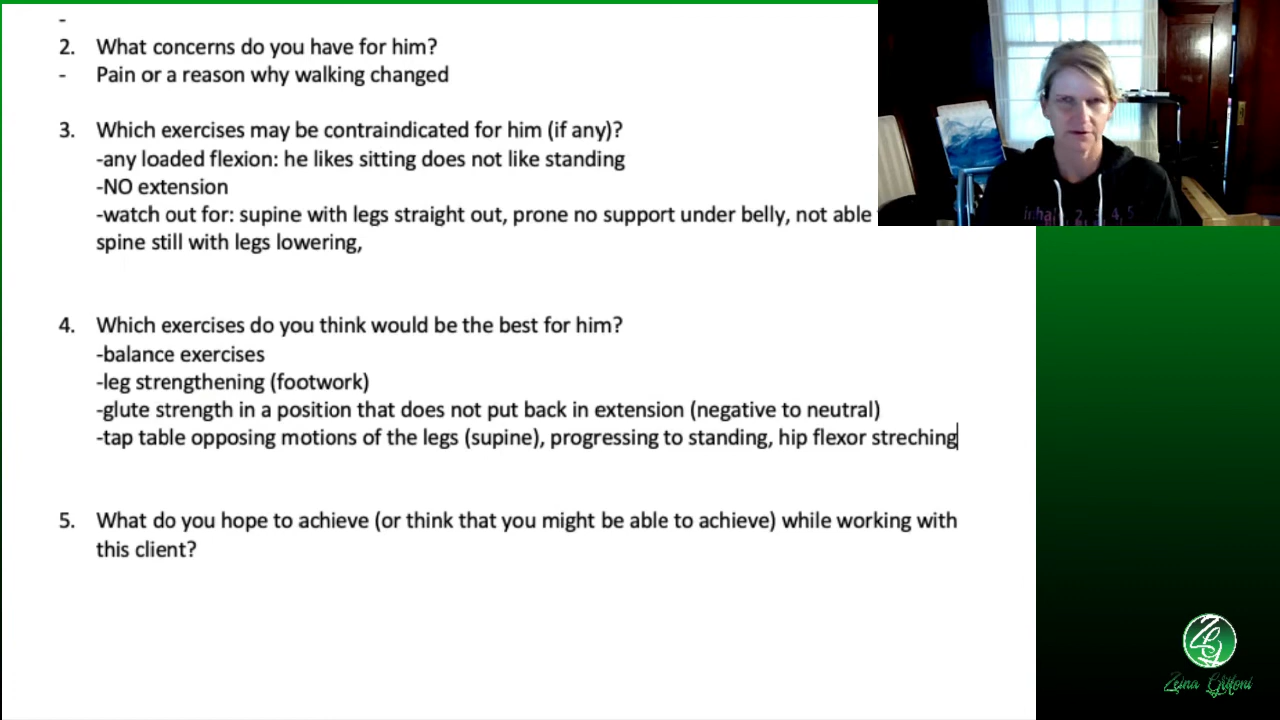 -
2. What concerns do you have for him?
- Pain or a reason why walking changed
3. Which exercises may be contraindicated for him (if any)?
-any loaded flexion: he likes sitting does not like standing
-NO extension
-watch out for: supine with legs straight out, prone no support under belly, not able
spine still with legs lowering,
4. Which exercises do you think would be the best for him?
-balance exercises
-leg strengthening (footwork)
-glute strength in a position that does not put back in extension (negative to neutral)
-tap table opposing motions of the legs (supine), progressing to standing, hip flexor streching
5. What do you hope to achieve (or think that you might be able to achieve) while working with
this client?
inhale, 2, 3, 4, 5
Zeina Grifoni